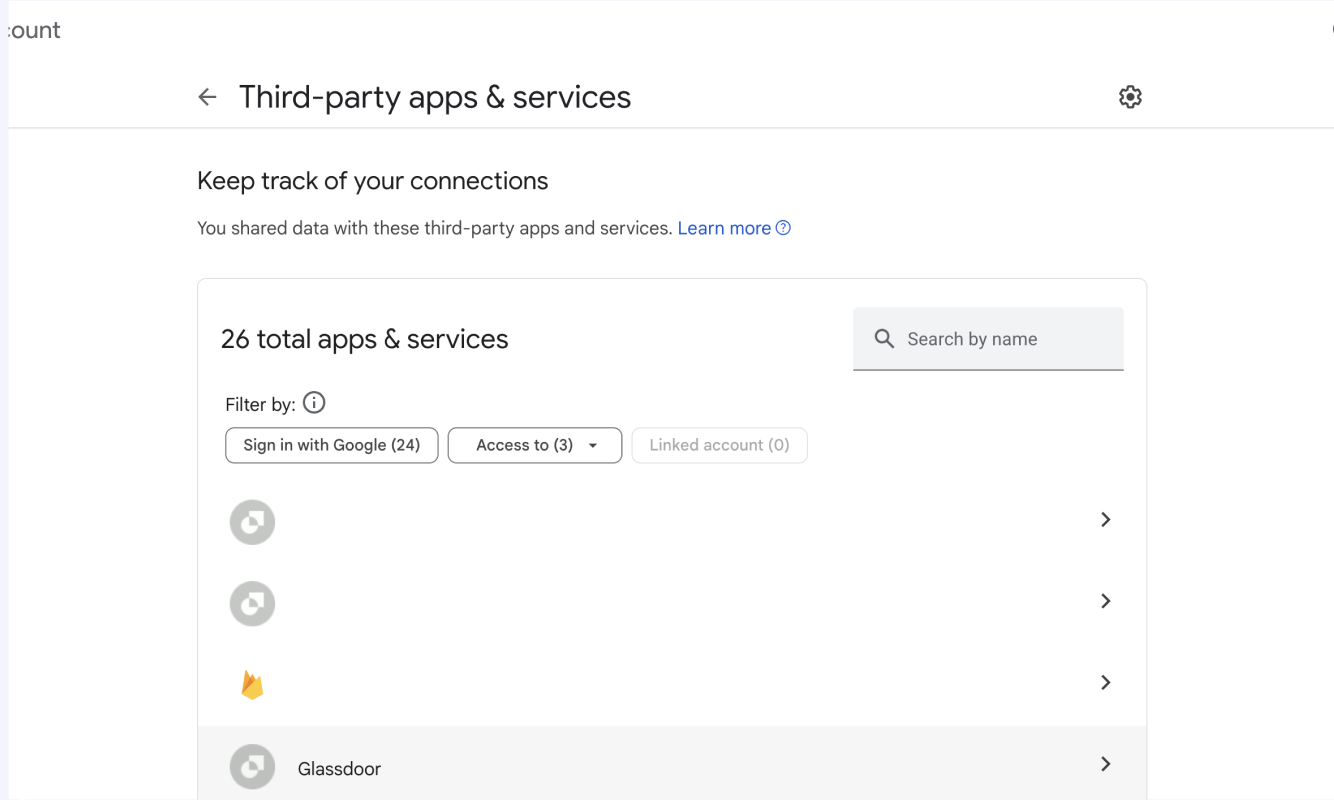 count
Third-party apps & services
Keep track of your connections
You shared data with these third-party apps and services. Learn more
26 total apps & services
Search by name
Filter by:
Sign in with Google (24)
Access to (3)
Linked account (0)
Glassdoor